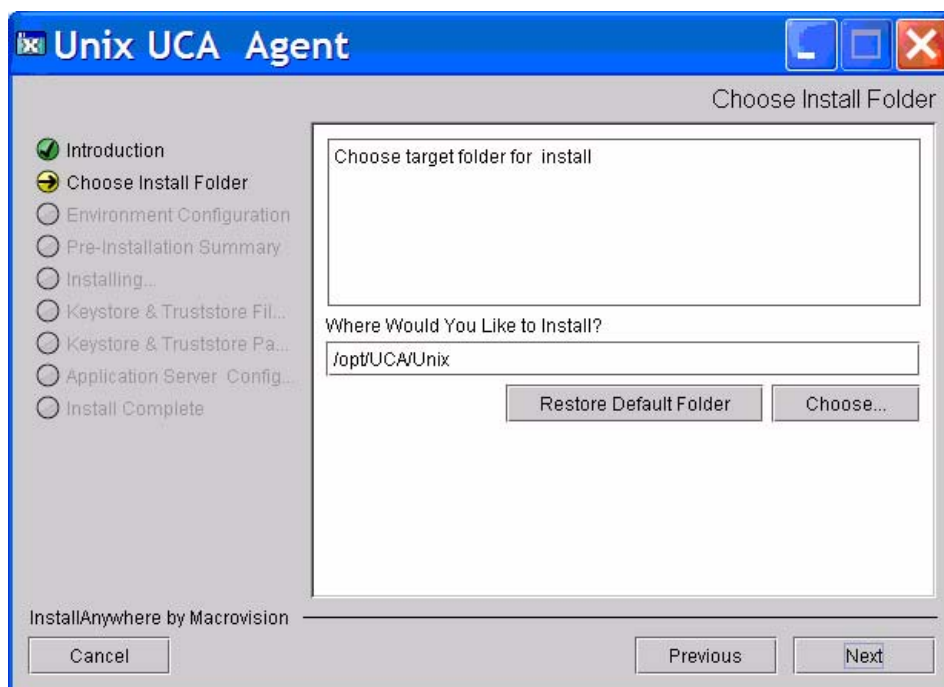 Unix UCA Agent
Choose Install Folder
Introduction
Choose Install Folder
Environment Configuration
Pre-Installation Summary
Installing...
Keystore & Truststore Fil...
Keystore & Truststore Pa...
Application Server Config...
Install Complete
Choose target folder for install
Where Would You Like to Install?
/opt/UCA/Unix
Restore Default Folder
Choose...
InstallAnywhere by Macrovision
Cancel
Previous
Next